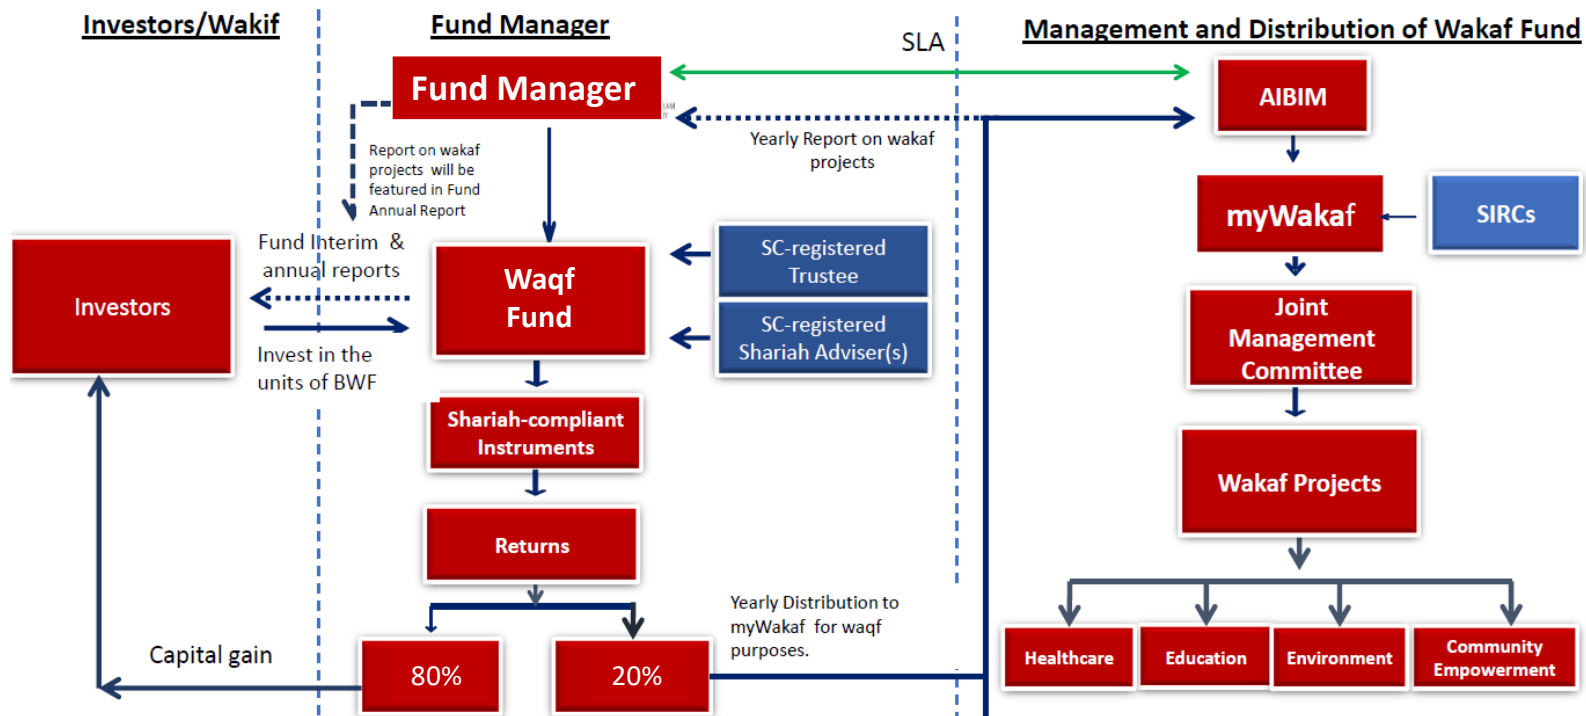 Investors/Wakif
Fund Manager
Management and Distribution of Wakaf Fund
SLA
Fund Manager
LAMI
AIBIM
Yearly Report on wakaf
projects
Report on wakaf
projects will be
featured in Fund
Annual Report
myWakaf
SIRCs
Fund Interim &
annual reports
Investors
Invest in the
units of BWF
Waqf
Fund
SC-registered
Trustee
SC-registered
Shariah Adviser(s)
Joint
Management
Committee
Shariah-compliant
Instruments
Wakaf Projects
Returns
Yearly Distribution to
myWakaf for waqf
purposes.
Capital gain
80%
20%
Healthcare
Education
Environment
Community
Empowerment